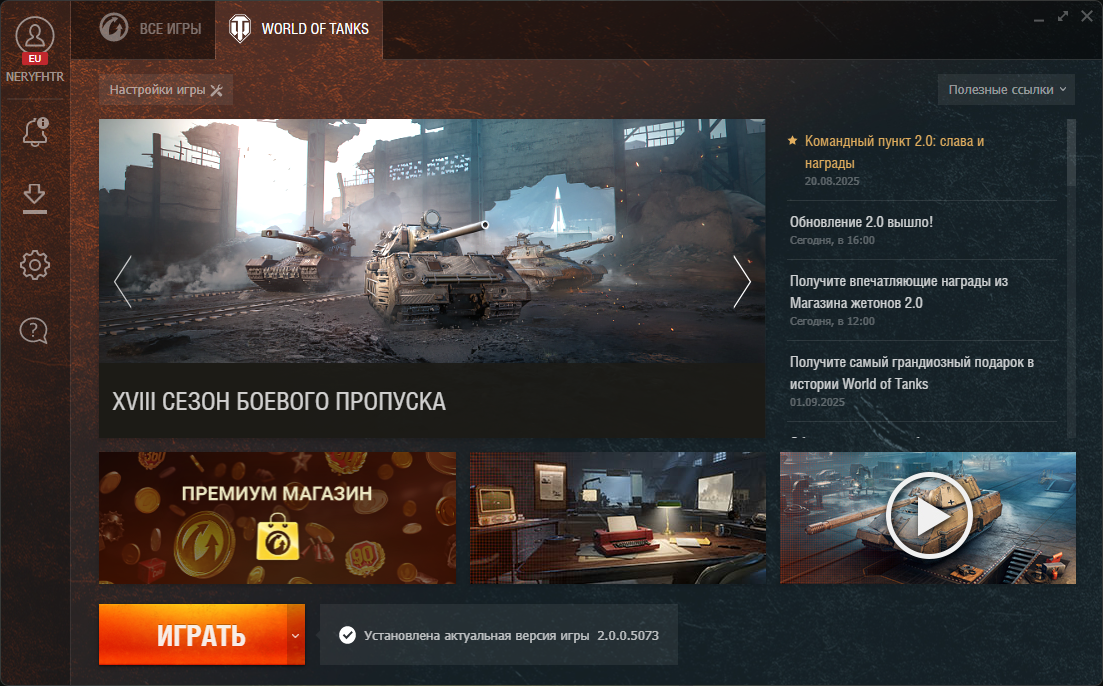 ВСЕ ИГРЫ
WORLD OF TANKS
EU
NERYFHTR
Настройки игры
Полезные ссылки
Командный пункт 2.0: слава и
награды
20.08.2025
Обновление 2.0 вышло!
Сегодня, в 16:00
Получите впечатляющие награды из
Магазина жетонов 2.0
Сегодня, в 12:00
Получите самый грандиозный подарок в
истории World of Tanks
01.09.2025
XVIII СЕЗОН БОЕВОГО ПРОПУСКА
ПРЕМИУМ МАГАЗИН
ИГРАТЬ
Установлена актуальная версия игры 2.0.0.5073